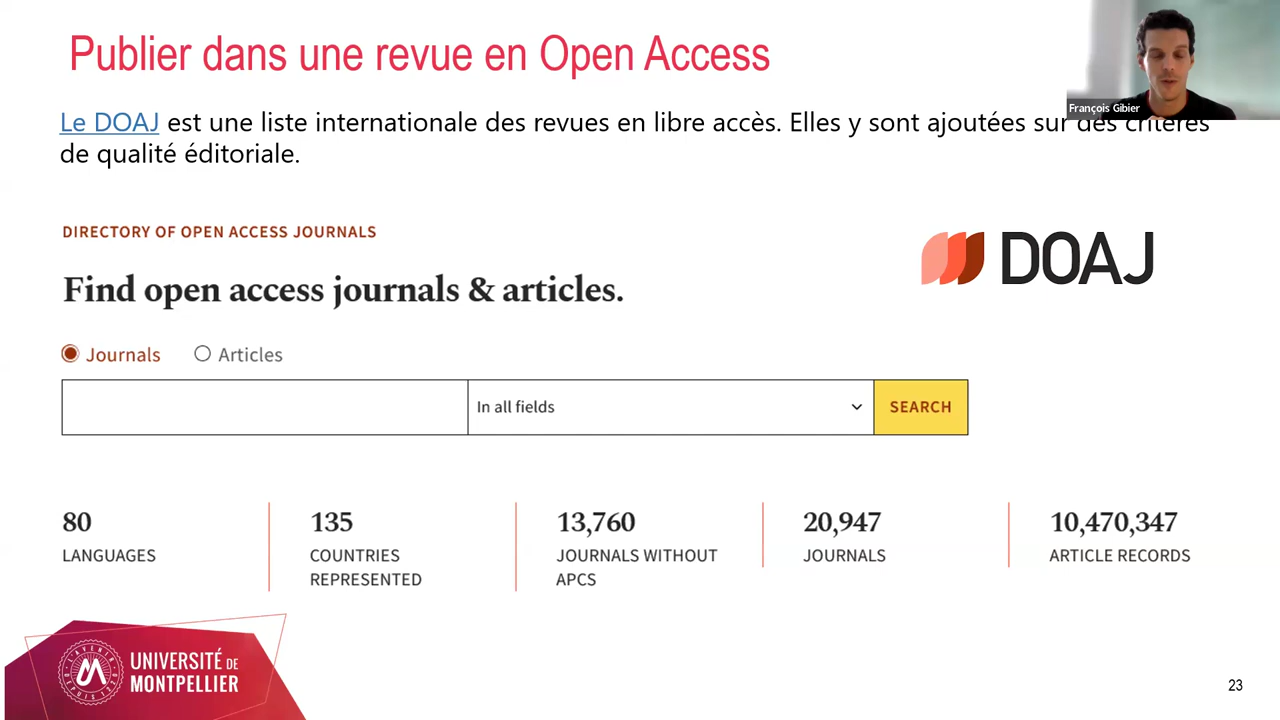 Publier dans une revue en Open Access
François Gibier
Le DOAJ est une liste internationale des revues en libre accès. Elles y sont ajoutées sur des critères
de qualité éditoriale.
DIRECTORY OF OPEN ACCESS JOURNALS
DOAJ
Find open access journals & articles.
Journals Articles
In all fields SEARCH
80 135 13,760 20,947 10,470,347
LANGUAGES COUNTRIES JOURNALS WITHOUT JOURNALS ARTICLE RECORDS
REPRESENTED APCS
UNIVERSITÉ DE
MONTPELLIER
23